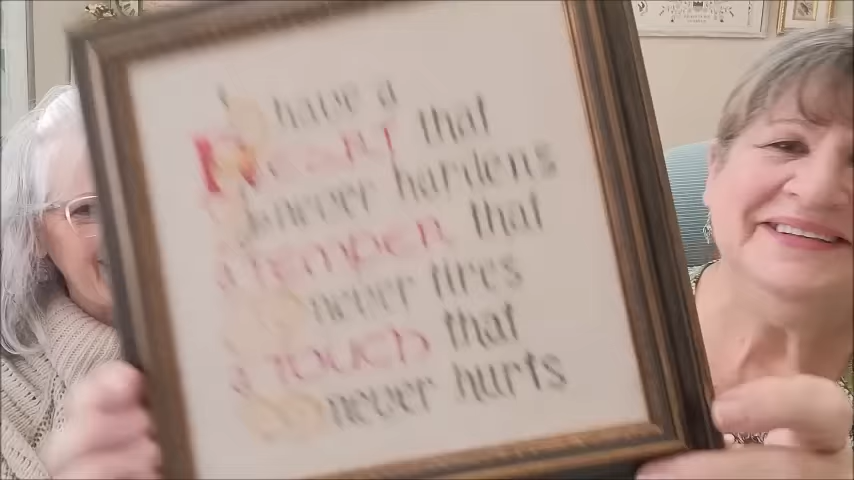 have a
heart that
never hardens
a temper that
never tires
a touch that
never hurts